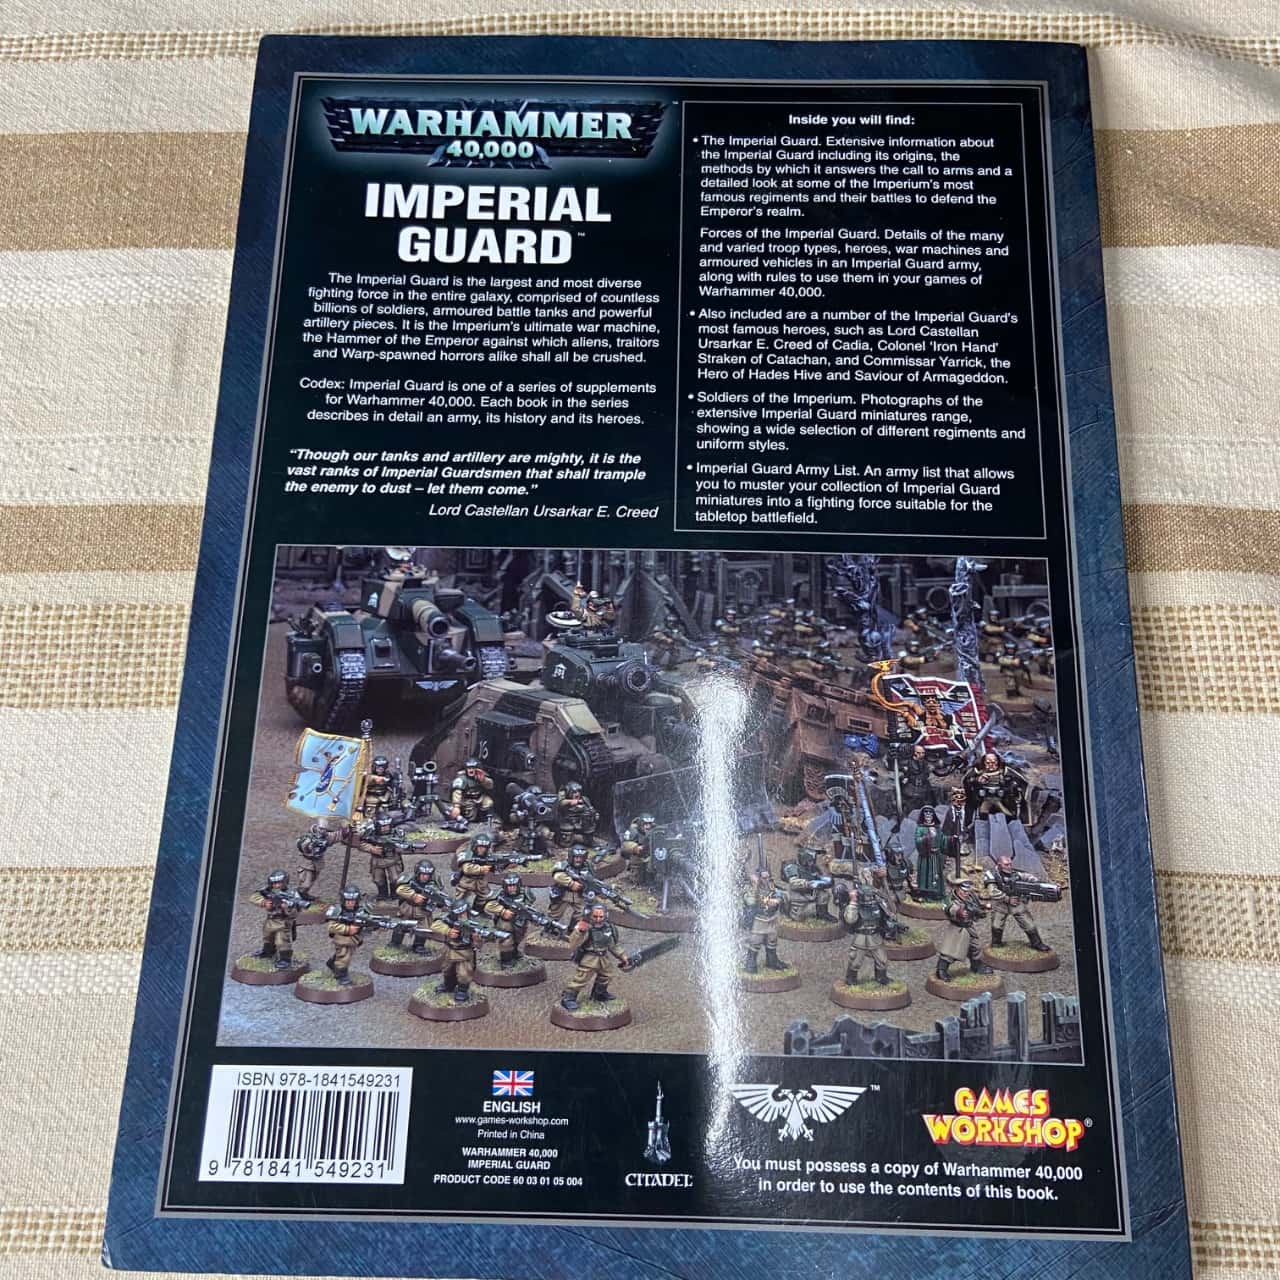 WARHAMMER™
40,000
IMPERIAL
GUARD™
The Imperial Guard is the largest and most diverse
fighting force in the entire galaxy, comprised of countless
billions of soldiers, armoured battle tanks and powerful
artillery pieces. It is the Imperium's ultimate war machine,
the Hammer of the Emperor against which aliens, traitors
and Warp-spawned horrors alike shall all be crushed.
Codex: Imperial Guard is one of a series of supplements
for Warhammer 40,000. Each book in the series
describes in detail an army, its history and its heroes.
"Though our tanks and artillery are mighty, it is the
vast ranks of Imperial Guardsmen that shall trample
the enemy to dust – let them come."
Lord Castellan Ursarkar E. Creed
Inside you will find:
• The Imperial Guard. Extensive information about
the Imperial Guard including its origins, the
methods by which it answers the call to arms and a
detailed look at some of the Imperium's most
famous regiments and their battles to defend the
Emperor's realm.
Forces of the Imperial Guard. Details of the many
and varied troop types, heroes, war machines and
armoured vehicles in an Imperial Guard army,
along with rules to use them in your games of
Warhammer 40,000.
• Also included are a number of the Imperial Guard's
most famous heroes, such as Lord Castellan
Ursarkar E. Creed of Cadia, Colonel 'Iron Hand'
Straken of Catachan, and Commissar Yarrick, the
Hero of Hades Hive and Saviour of Armageddon.
• Soldiers of the Imperium. Photographs of the
extensive Imperial Guard miniatures range,
showing a wide selection of different regiments and
uniform styles.
• Imperial Guard Army List. An army list that allows
you to muster your collection of Imperial Guard
miniatures into a fighting force suitable for the
tabletop battlefield.
ISBN 978-1841549231
9 781841 549231
ENGLISH
www.games-workshop.com
Printed in China
WARHAMMER 40,000
IMPERIAL GUARD
PRODUCT CODE 60 03 01 05 004
CITADEL
™
GAMES
WORKSHOP®
You must possess a copy of Warhammer 40,000
in order to use the contents of this book.